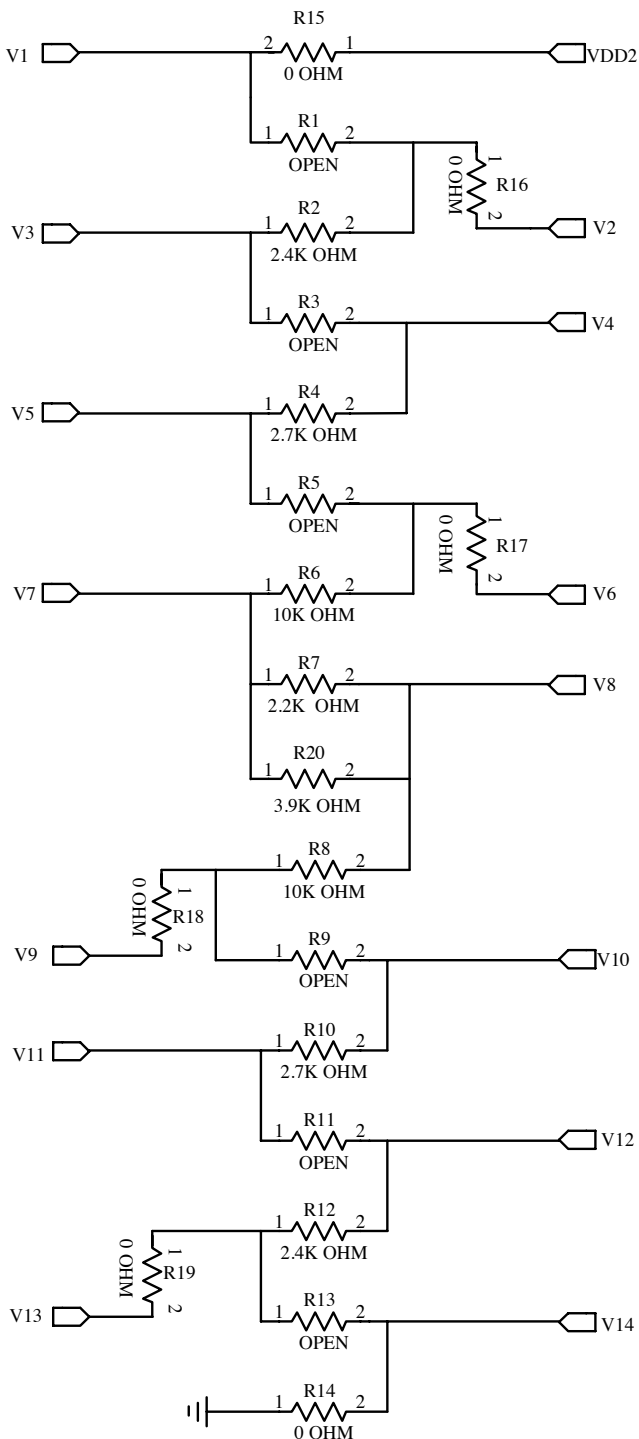 R15
V1 2 1 VDD2
0 OHM
R1
1 2
OPEN
1
0 OHM
R16
2
R2
V3 1 2 V2
2.4K OHM
R3
1 2 V4
OPEN
R4
V5 1 2
2.7K OHM
R5
1 2
OPEN
1
0 OHM
R17
2
R6
V7 1 2 V6
10K OHM
R7
1 2 V8
2.2K OHM
R20
1 2
3.9K OHM
R8
1 2
10K OHM
1
0 OHM
R18
2
R9
V9 1 2 V10
OPEN
R10
V11 1 2
2.7K OHM
R11
1 2 V12
OPEN
R12
1 2
2.4K OHM
1
0 OHM
R19
2
R13
V13 1 2 V14
OPEN
R14
1 2
0 OHM